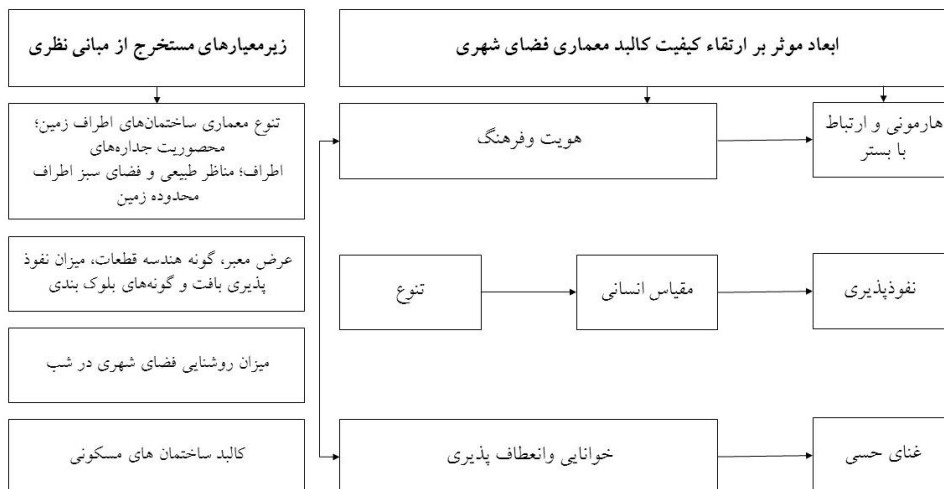 ابعاد موثر بر ارتقاء کیفیت کالبد معماری فضای شهری
هارمونی و ارتباط
با بستر
هویت وفرهنگ
نفوذپذیری
مقیاس انسانی
تنوع
غنای حسی
خوانایی وانعطاف پذیری
زیرمعیارهای مستخرج از مبانی نظری
تنوع معماری ساختمان‌های اطراف زمین؛
محصوریت جداره‌های
اطراف؛ مناظر طبیعی و فضای سبز اطراف
محدوده زمین
عرض معبر، گونه هندسه قطعات، میزان نفوذ
پذیری بافت و گونه‌های بلوک بندی
میزان روشنایی فضای شهری در شب
کالبد ساختمان های مسکونی